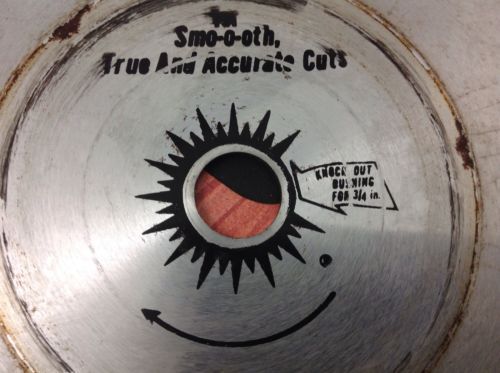 For
Smo-o-oth,
True And Accurate Cuts
KNOCK OUT
BUSHING
FOR 3/4 in.